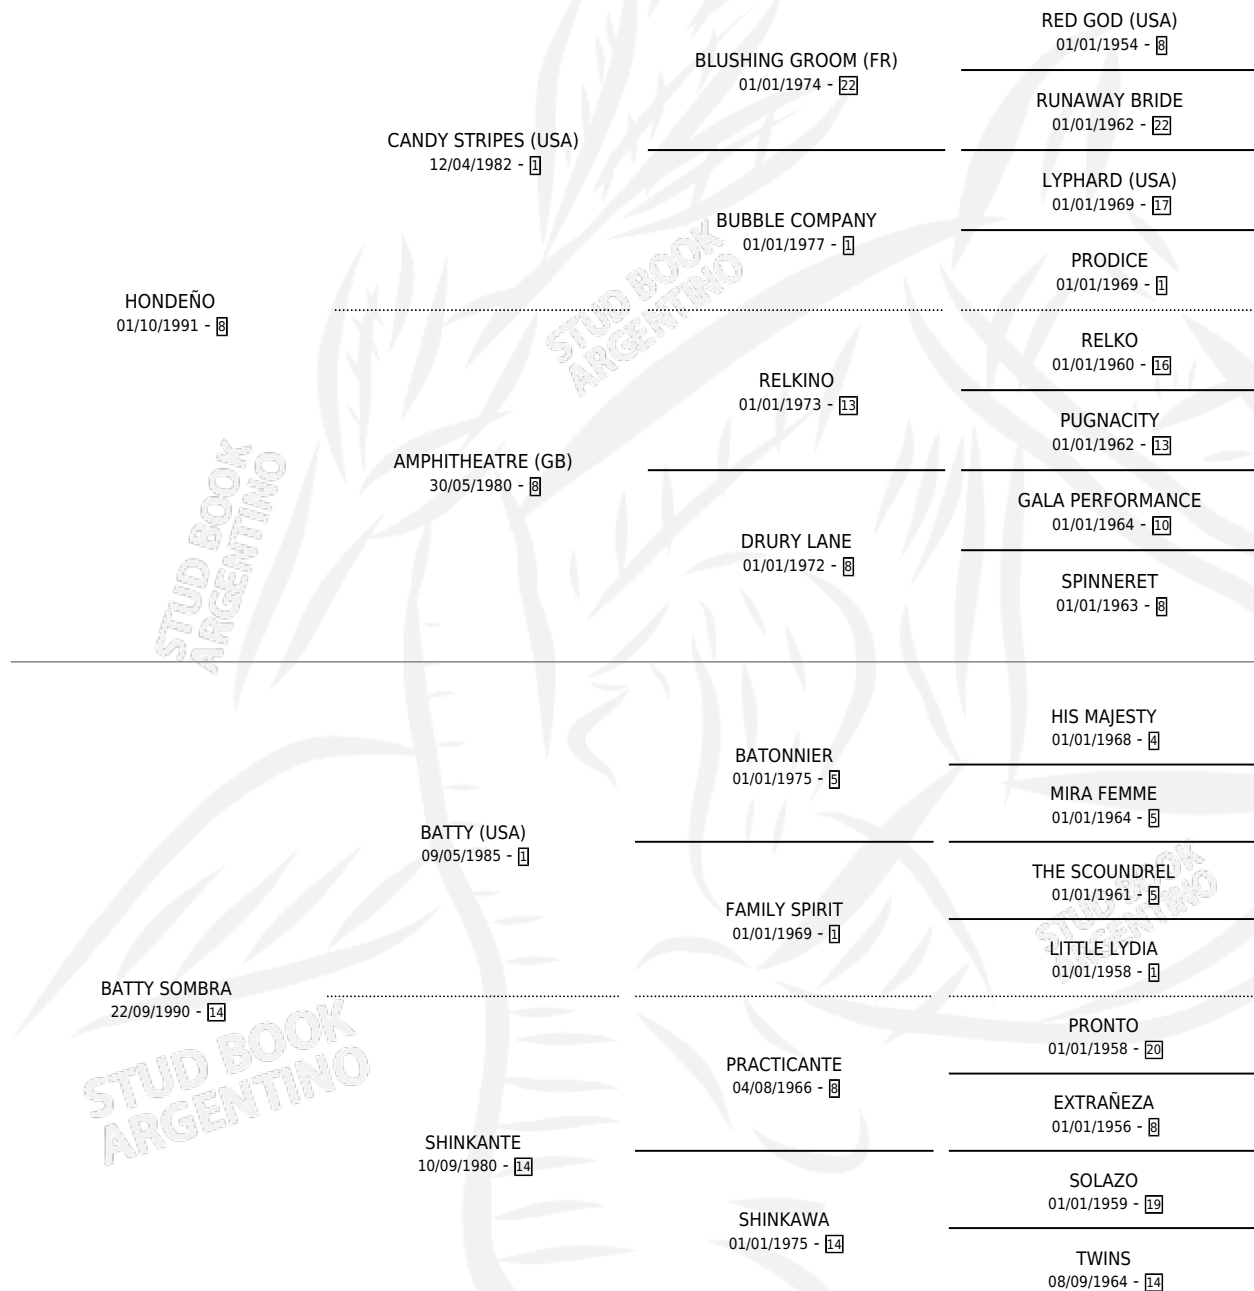 RED GOD (USA)
01/01/1954 - 8
BLUSHING GROOM (FR)
01/01/1974 - 22
RUNAWAY BRIDE
01/01/1962 - 22
CANDY STRIPES (USA)
12/04/1982 - 1
LYPHARD (USA)
01/01/1969 - 17
BUBBLE COMPANY
01/01/1977 - 1
PRODICE
01/01/1969 - 1
HONDEÑO
01/10/1991 - 8
RELKO
01/01/1960 - 16
RELKINO
01/01/1973 - 13
PUGNACITY
01/01/1962 - 13
AMPHITHEATRE (GB)
30/05/1980 - 8
GALA PERFORMANCE
01/01/1964 - 10
DRURY LANE
01/01/1972 - 8
SPINNERET
01/01/1963 - 8
HIS MAJESTY
01/01/1968 - 4
BATONNIER
01/01/1975 - 5
MIRA FEMME
01/01/1964 - 5
BATTY (USA)
09/05/1985 - 1
THE SCOUNDREL
01/01/1961 - 5
FAMILY SPIRIT
01/01/1969 - 1
LITTLE LYDIA
01/01/1958 - 1
BATTY SOMBRA
22/09/1990 - 14
PRONTO
01/01/1958 - 20
PRACTICANTE
04/08/1966 - 8
EXTRAÑEZA
01/01/1956 - 8
SHINKANTE
10/09/1980 - 14
SOLAZO
01/01/1959 - 19
SHINKAWA
01/01/1975 - 14
TWINS
08/09/1964 - 14
STUD BOOK
ARGENTINO
STUD BOOK
ARGENTINO
STUD BOOK
ARGENTINO
STUD BOOK
ARGENTINO